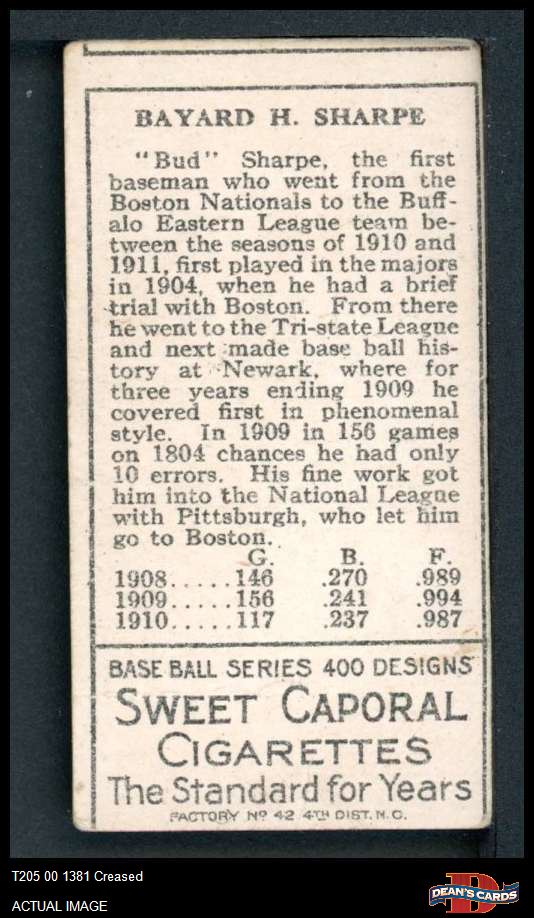 BAYARD H. SHARPE
"Bud" Sharpe, the first
baseman who went from the
Boston Nationals to the Buff-
alo Eastern League team be-
tween the seasons of 1910 and
1911, first played in the majors
in 1904, when he had a brief
trial with Boston. From there
he went to the Tri-state League
and next made base ball his-
tory at Newark, where for
three years ending 1909 he
covered first in phenomenal
style. In 1909 in 156 games
on 1804 chances he had only
10 errors. His fine work got
him into the National League
with Pittsburgh, who let him
go to Boston.
G. B. F.
1908.....146 .270 .989
1909.....156 .241 .994
1910.....117 .237 .987
BASE BALL SERIES 400 DESIGNS
SWEET CAPORAL
CIGARETTES
The Standard for Years
FACTORY Nº 42 4TH DIST. N.C.
T205 00 1381 Creased
ACTUAL IMAGE
DEAN'S CARDS